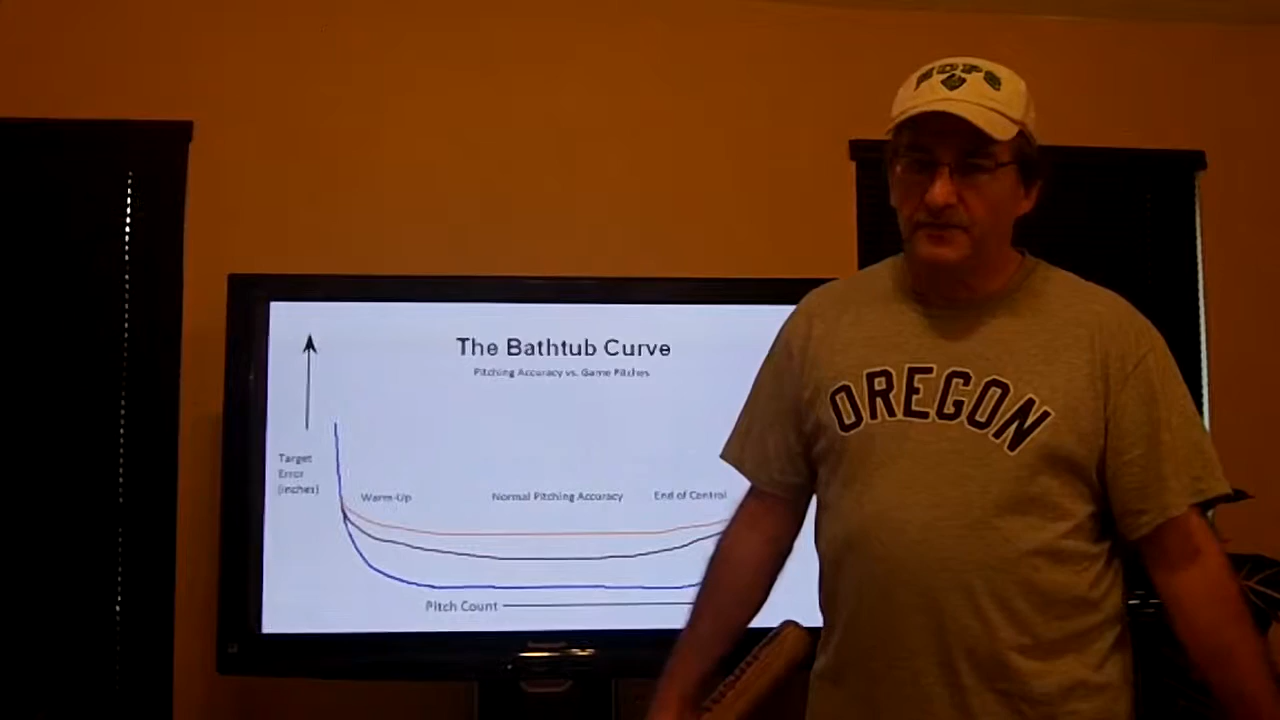 HOPS
The Bathtub Curve
Pitching Accuracy vs. Game Pitches
OREGON
Target
Error
(inches)
Warm-Up
Normal Pitching Accuracy
End of Control
Pitch Count